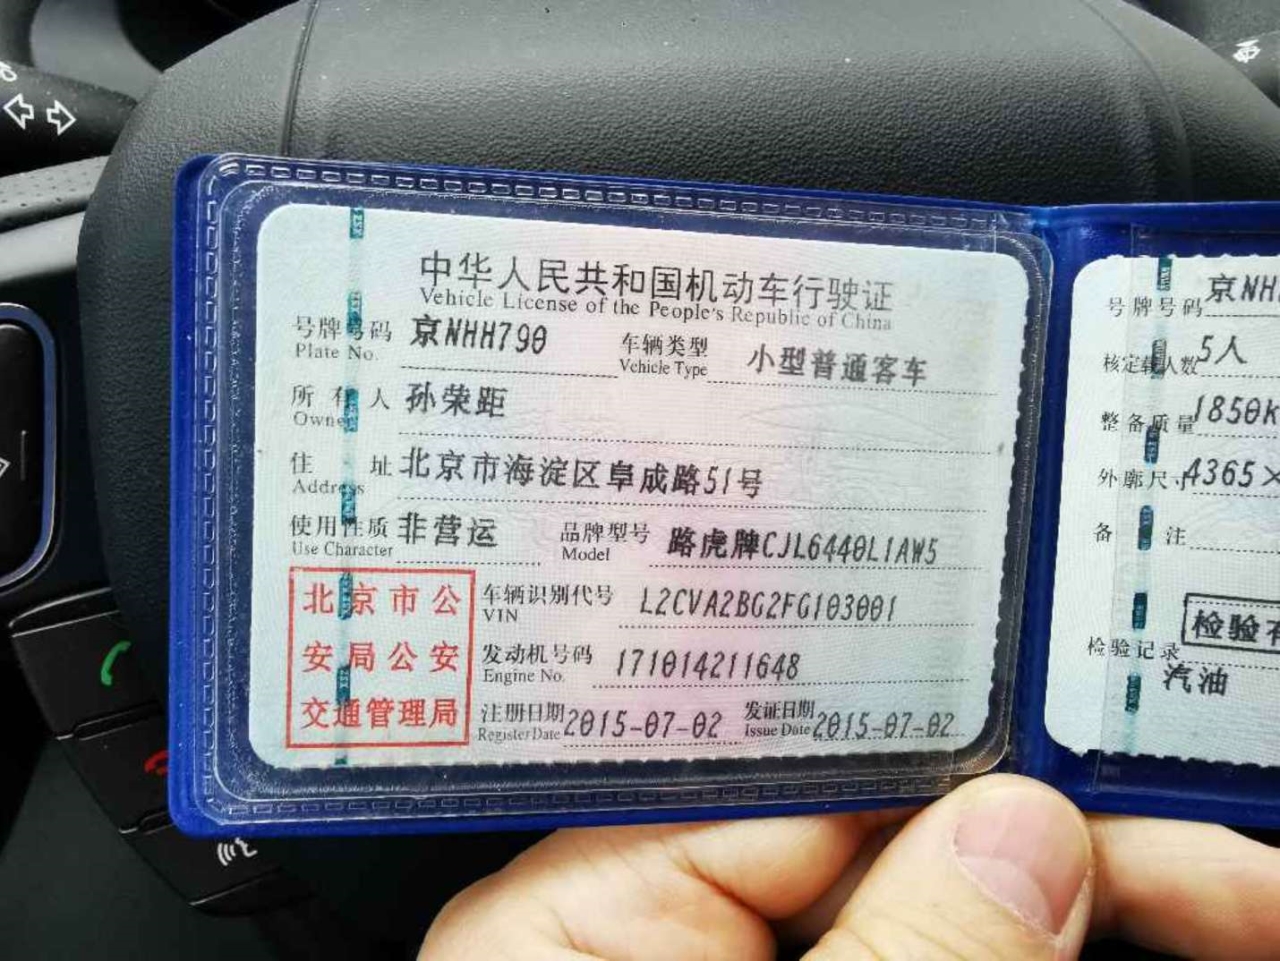 中华人民共和国机动车行驶证
Vehicle License of the People's Republic of China
号牌号码 京NHH790 车辆类型 小型普通客车
Plate No. Vehicle Type
所有人 孙荣距
Owner
住址 北京市海淀区阜成路51号
Address
使用性质 非营运 品牌型号 路虎牌CJL6440L1AW5
Use Character Model
北京市公
安局公安
交通管理局
车辆识别代号 L2CVA2BG2FG103001
VIN
发动机号码 171014211648
Engine No.
注册日期 2015-07-02 发证日期 2015-07-02
Register Date Issue Date
号牌号码 京NH
核定载人数 5人
整备质量 1850K
外廓尺寸 4365×
备注
检验记录 检验有
汽油